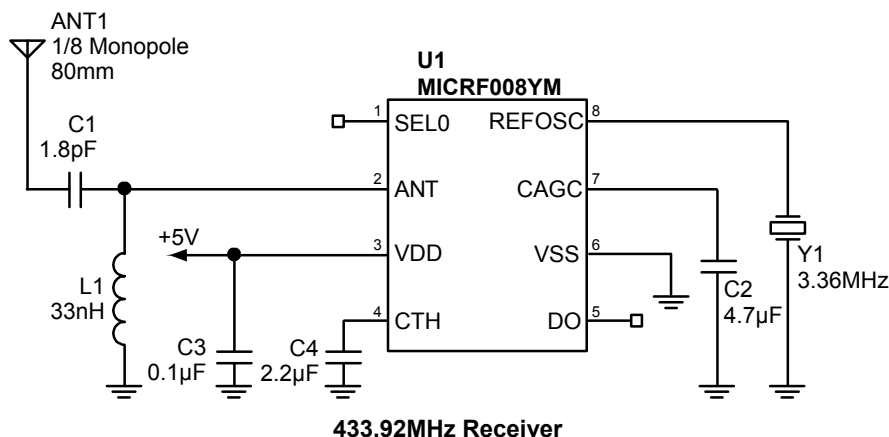 ANT1
1/8 Monopole
80mm
C1
1.8pF
U1
MICRF008YM
1
SEL0
REFOSC
8
2
ANT
CAGC
7
+5V
3
VDD
VSS
6
4
CTH
DO
5
L1
33nH
C3
0.1µF
C4
2.2µF
C2
4.7µF
Y1
3.36MHz
433.92MHz Receiver